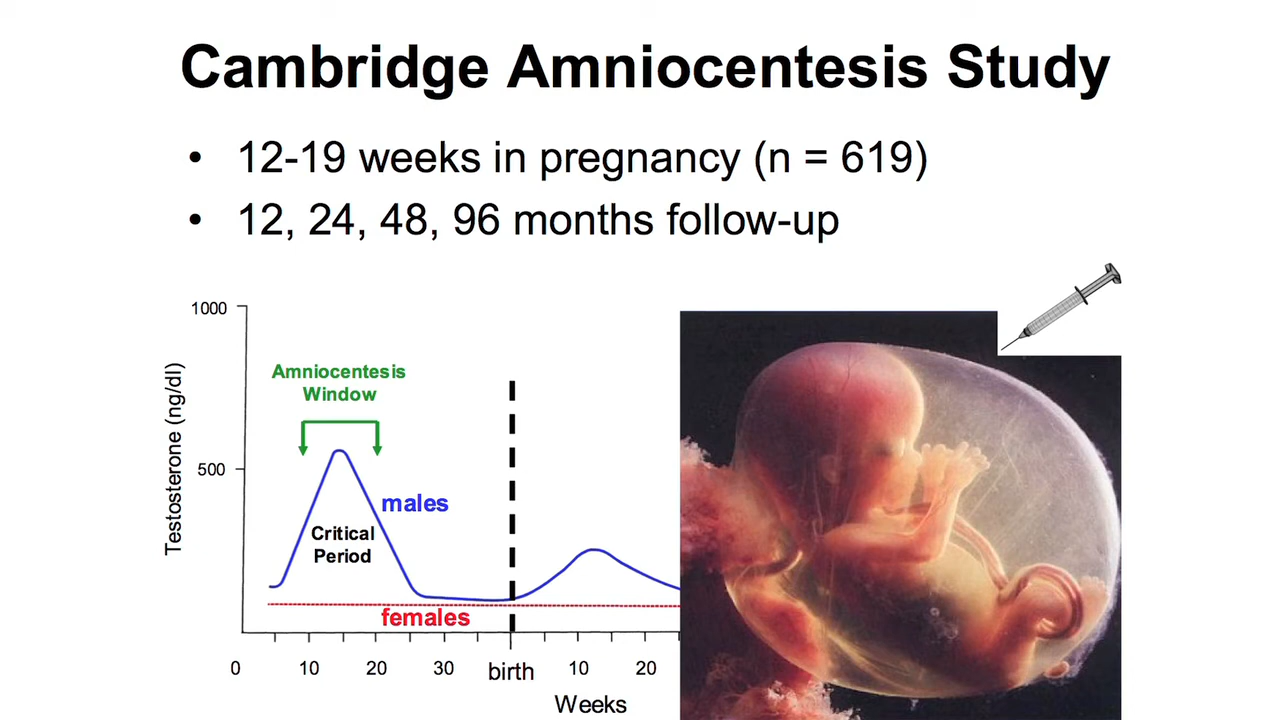 Cambridge Amniocentesis Study
• 12-19 weeks in pregnancy (n = 619)
• 12, 24, 48, 96 months follow-up
1000
Amniocentesis
Window
Testosterone (ng/dl)
500
males
Critical
Period
females
0 10 20 30 birth 10 20
Weeks